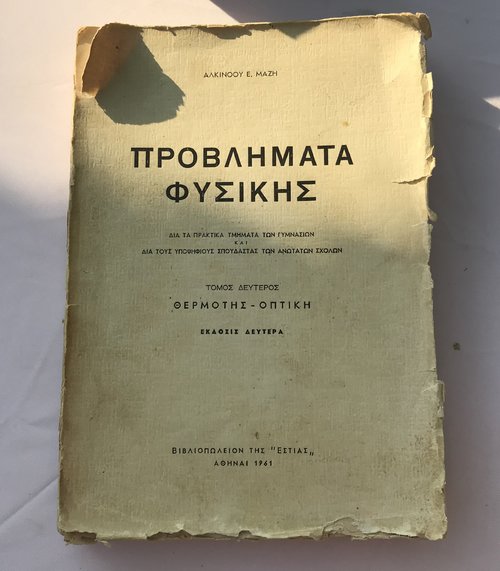 ΑΛΚΙΝΟΟΥ Ε. ΜΑΖΗ
ΠΡΟΒΛΗΜΑΤΑ
ΦΥΣΙΚΗΣ
ΔΙΑ ΤΑ ΠΡΑΚΤΙΚΑ ΤΜΗΜΑΤΑ ΤΩΝ ΓΥΜΝΑΣΙΩΝ
ΚΑΙ
ΔΙΑ ΤΟΥΣ ΥΠΟΨΗΦΙΟΥΣ ΣΠΟΥΔΑΣΤΑΣ ΤΩΝ ΑΝΩΤΑΤΩΝ ΣΧΟΛΩΝ
ΤΟΜΟΣ ΔΕΥΤΕΡΟΣ
ΘΕΡΜΟΤΗΣ - ΟΠΤΙΚΗ
ΕΚΔΟΣΙΣ ΔΕΥΤΕΡΑ
ΒΙΒΛΙΟΠΩΛΕΙΟΝ ΤΗΣ "ΕΣΤΙΑΣ„
ΑΘΗΝΑΙ 1961